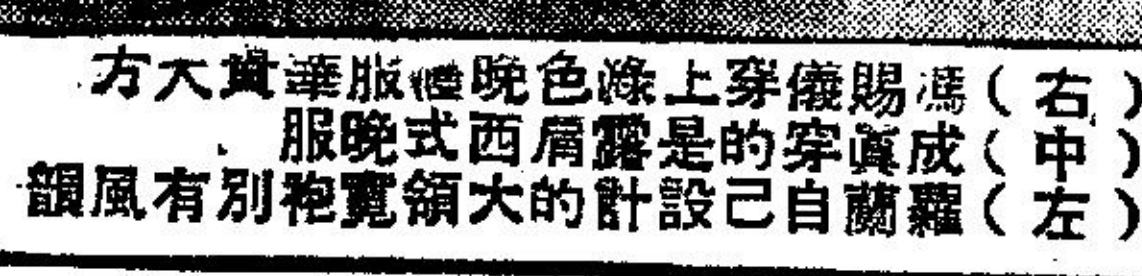 （右）馮賜儀穿上綠色晚禮服華貴大方
（中）成眞穿的是露肩西式晚服
（左）羅蘭自己設計的大領寬袍別有風韻